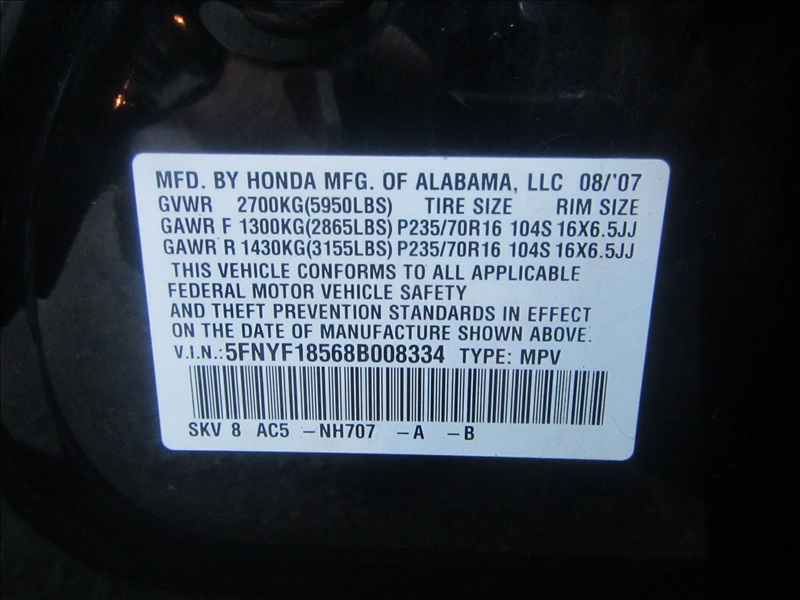 MFD. BY HONDA MFG. OF ALABAMA, LLC 08/'07
GVWR 2700KG(5950LBS) TIRE SIZE RIM SIZE
GAWR F 1300KG(2865LBS) P235/70R16 104S 16X6.5JJ
GAWR R 1430KG(3155LBS) P235/70R16 104S 16X6.5JJ
THIS VEHICLE CONFORMS TO ALL APPLICABLE
FEDERAL MOTOR VEHICLE SAFETY
AND THEFT PREVENTION STANDARDS IN EFFECT
ON THE DATE OF MANUFACTURE SHOWN ABOVE.
V.I.N.:5FNYF18568B008334 TYPE: MPV
SKV 8 AC5 -NH707 -A -B